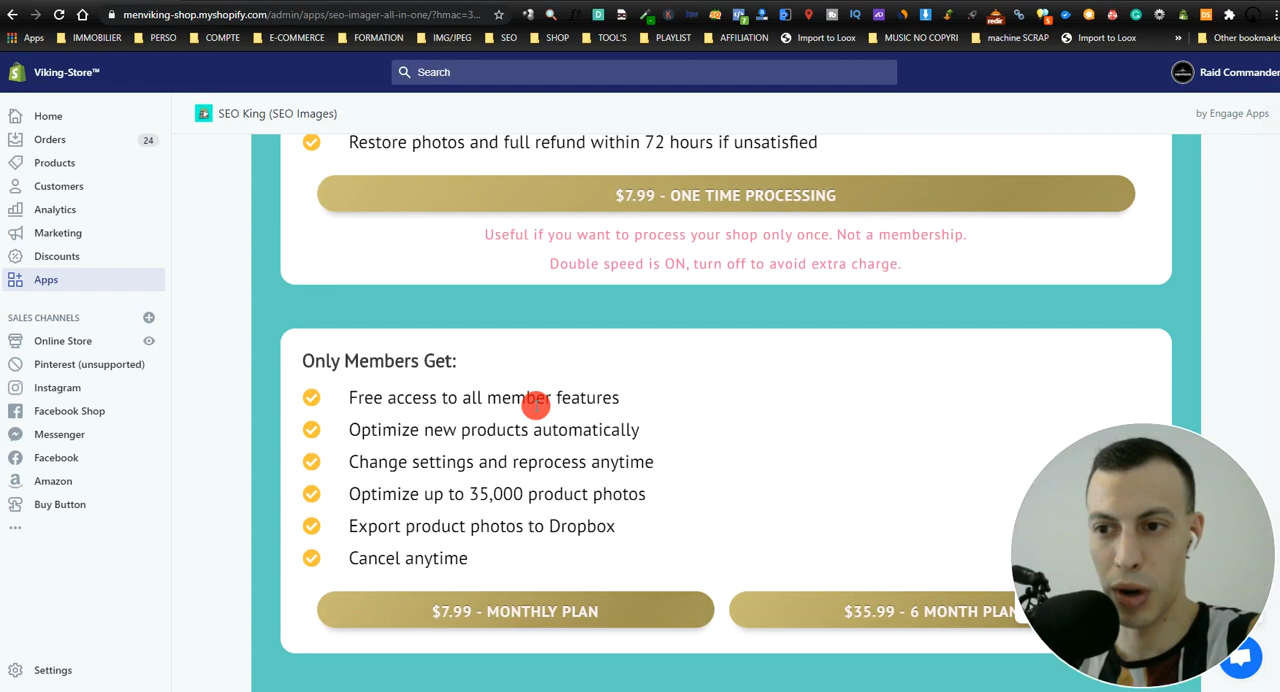 menviking-shop.myshopify.com/admin/apps/seo-imager-all-in-one/?hmac=3...
Apps IMMOBILIER PERSO COMPTE E-COMMERCE FORMATION IMG/JPEG SEO SHOP TOOL'S PLAYLIST AFFILIATION Import to Loox MUSIC NO COPYRI machine SCRAP Import to Loox » Other bookmarks
Viking-Store™
Search
Raid Commander
Home
Orders 24
Products
Customers
Analytics
Marketing
Discounts
Apps
SALES CHANNELS
Online Store
Pinterest (unsupported)
Instagram
Facebook Shop
Messenger
Facebook
Amazon
Buy Button
Settings
SEO King (SEO Images)
by Engage Apps
Restore photos and full refund within 72 hours if unsatisfied
$7.99 - ONE TIME PROCESSING
Useful if you want to process your shop only once. Not a membership.
Double speed is ON, turn off to avoid extra charge.
Only Members Get:
Free access to all member features
Optimize new products automatically
Change settings and reprocess anytime
Optimize up to 35,000 product photos
Export product photos to Dropbox
Cancel anytime
$7.99 - MONTHLY PLAN
$35.99 - 6 MONTH PLAN